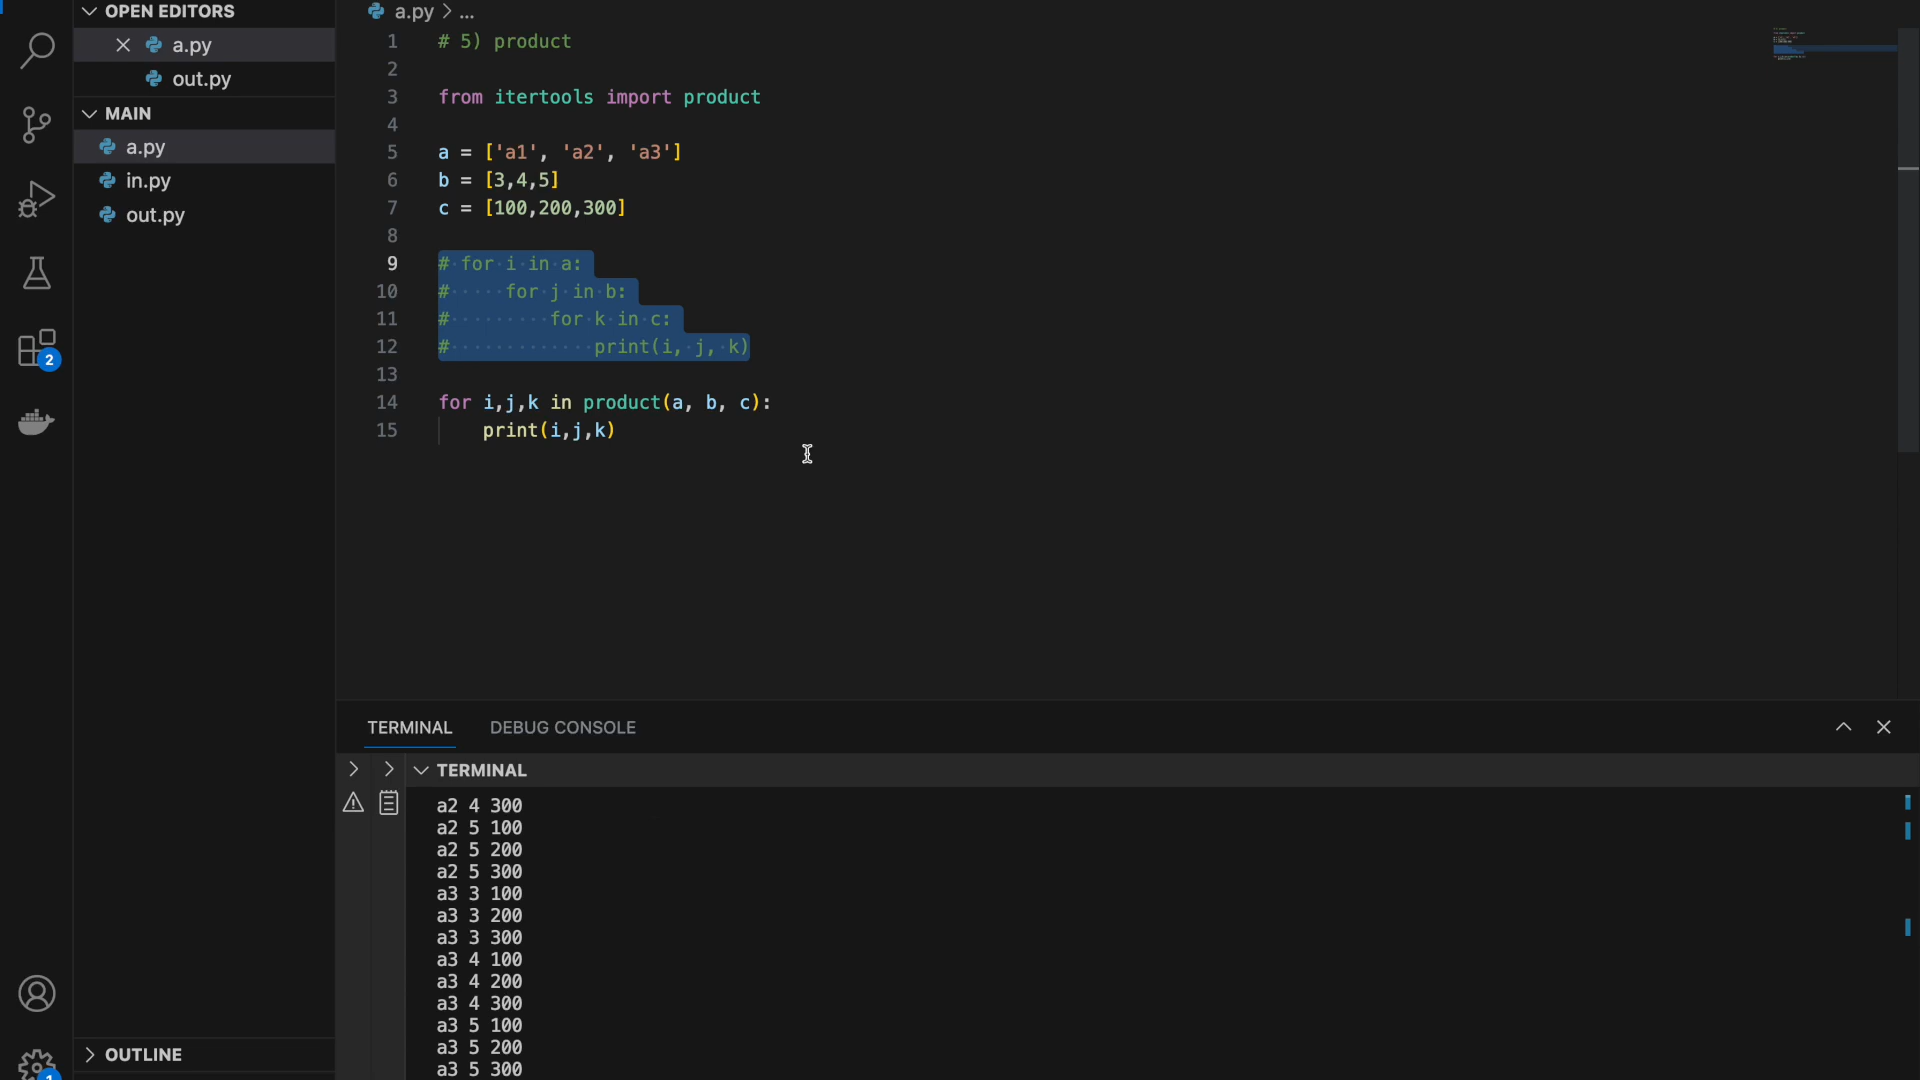 OPEN EDITORS
a.py
out.py
MAIN
a.py
in.py
out.py
2
1
OUTLINE
a.py > ...
1 # 5) product
2
3 from itertools import product
4
5 a = ['a1', 'a2', 'a3']
6 b = [3,4,5]
7 c = [100,200,300]
8
9 # for i in a:
10 #     for j in b:
11 #         for k in c:
12 #             print(i, j, k)
13
14 for i,j,k in product(a, b, c):
15     print(i,j,k)
TERMINAL DEBUG CONSOLE
TERMINAL
a2 4 300
a2 5 100
a2 5 200
a2 5 300
a3 3 100
a3 3 200
a3 3 300
a3 4 100
a3 4 200
a3 4 300
a3 5 100
a3 5 200
a3 5 300